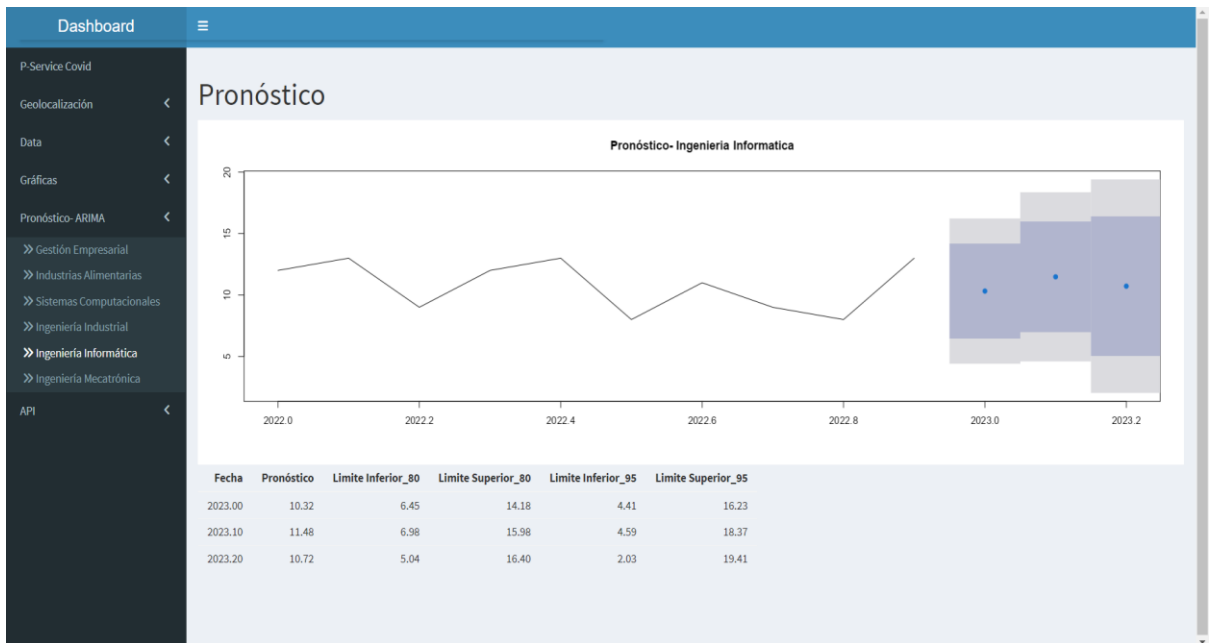 Dashboard
P-Service Covid
Geolocalización
Data
Gráficas
Pronóstico- ARIMA
Gestión Empresarial
Industrias Alimentarias
Sistemas Computacionales
Ingeniería Industrial
Ingeniería Informática
Ingeniería Mecatrónica
API
Pronóstico
Pronóstico- Ingenieria Informatica
20
15
10
5
2022.0 2022.2 2022.4 2022.6 2022.8 2023.0 2023.2
Fecha Pronóstico Limite Inferior_80 Limite Superior_80 Limite Inferior_95 Limite Superior_95
2023.00 10.32 6.45 14.18 4.41 16.23
2023.10 11.48 6.98 15.98 4.59 18.37
2023.20 10.72 5.04 16.40 2.03 19.41